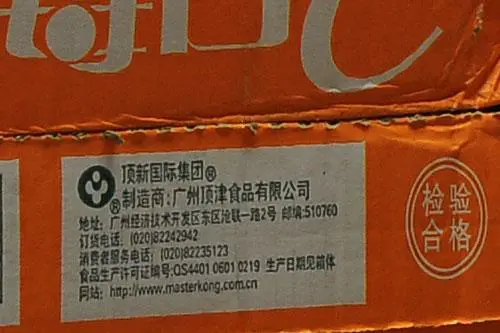 每日C
顶新国际集团®
®制造商:广州顶津食品有限公司
地址: 广州经济技术开发区东区沧联一路2号 邮编:510760
订货电话: (020)82242942
消费者服务电话: (020)82235123
食品生产许可证编号:QS4401 0601 0219 生产日期见箱体
网站: http://www.masterkong.com.cn
检验
合格